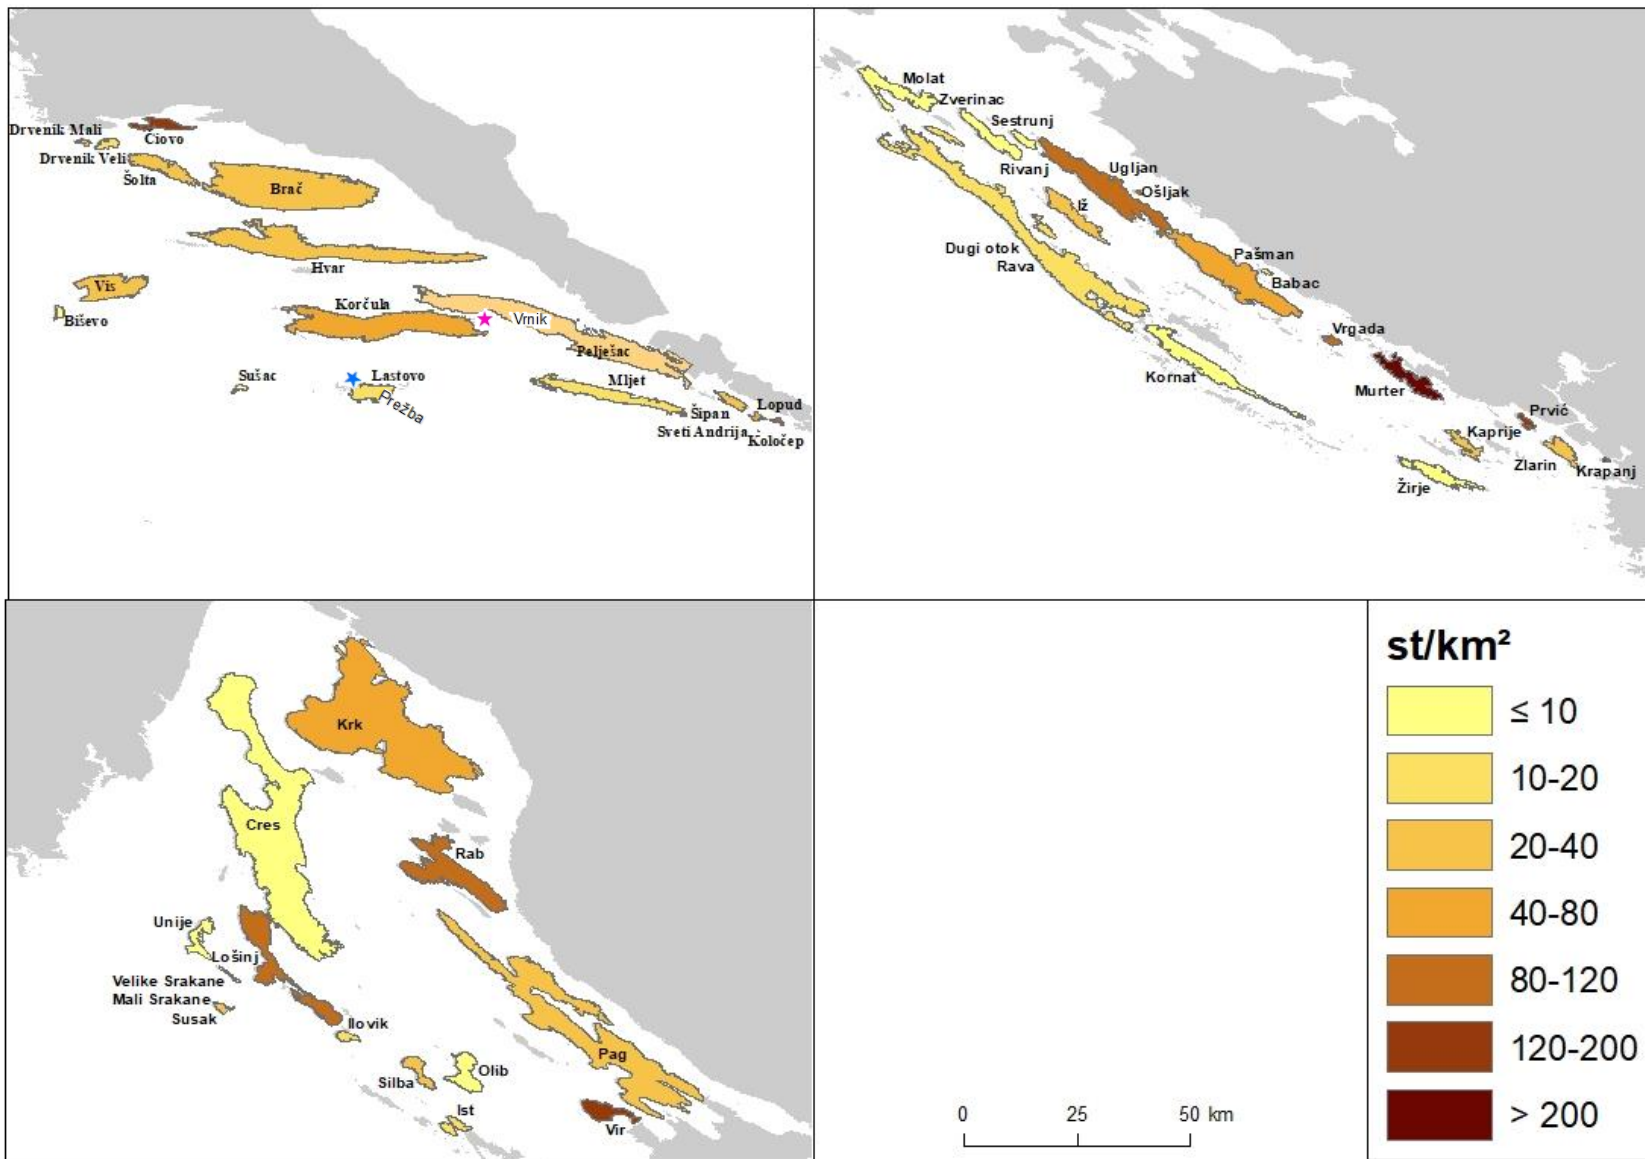 Drvenik Mali
Čiovo
Drvenik Veli
Šolta
Brač
Hvar
Vis
Biševo
Korčula
Vrnik
Pelješac
Sušac
Lastovo
Prežba
Mljet
Šipan
Lopud
Sveti Andrija
Koločep
Molat
Zverinac
Sestrunj
Rivanj
Ugljan
Ošljak
Iž
Dugi otok
Rava
Pašman
Babac
Vrgada
Kornat
Murter
Prvić
Kaprije
Zlarin
Krapanj
Žirje
Krk
Cres
Rab
Unije
Lošinj
Velike Srakane
Mali Srakane
Susak
Ilovik
Pag
Silba
Olib
Ist
Vir
0 25 50 km
st/km²
≤ 10
10-20
20-40
40-80
80-120
120-200
> 200